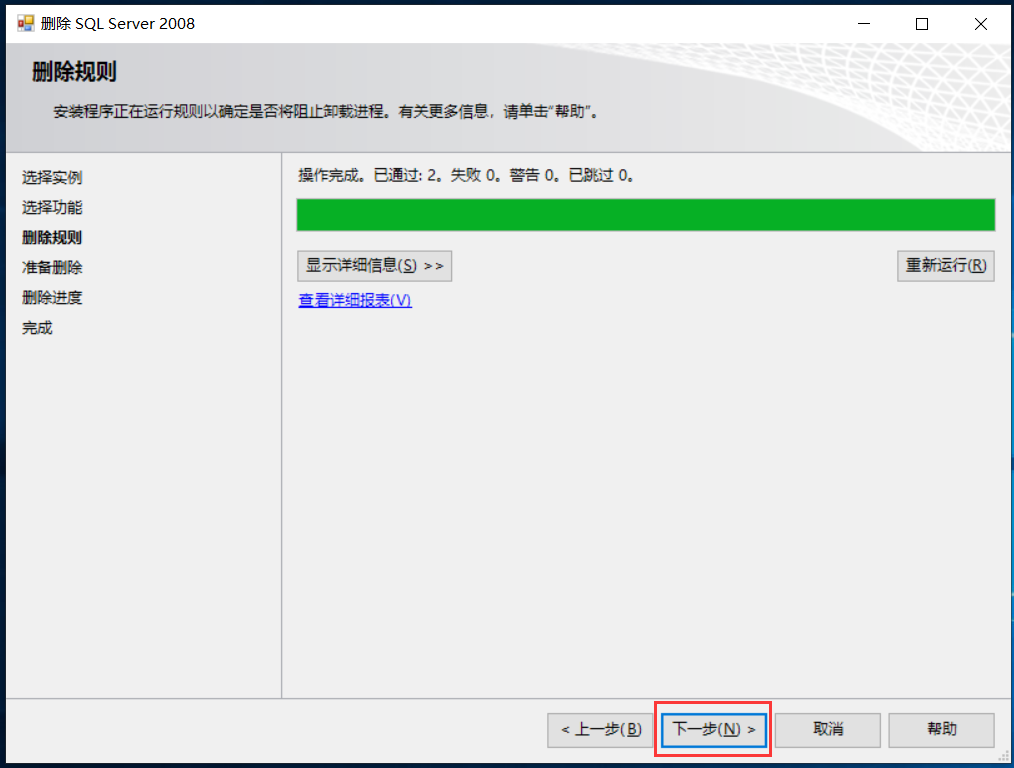 删除 SQL Server 2008
删除规则
安装程序正在运行规则以确定是否将阻止卸载进程。有关更多信息，请单击“帮助”。
选择实例
选择功能
删除规则
准备删除
删除进度
完成
操作完成。已通过: 2。失败 0。警告 0。已跳过 0。
显示详细信息(S) >>
重新运行(R)
查看详细报表(V)
< 上一步(B)
下一步(N) >
取消
帮助